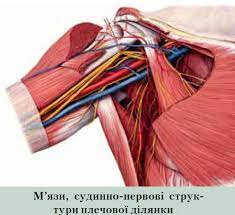 М’язи, судинно-нервові струк-
тури плечової ділянки